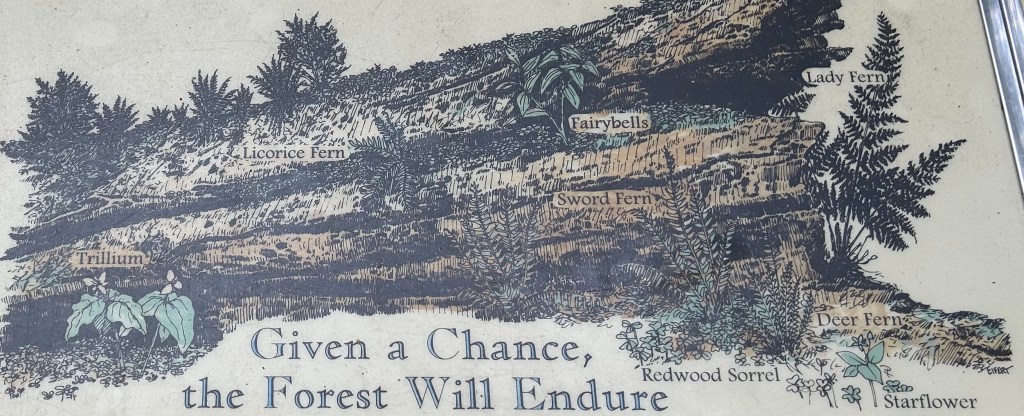 Lady Fern
Fairybells
Licorice Fern
Sword Fern
Trillium
Deer Fern
Given a Chance,
the Forest Will Endure
Redwood Sorrel
Starflower
EIFERT